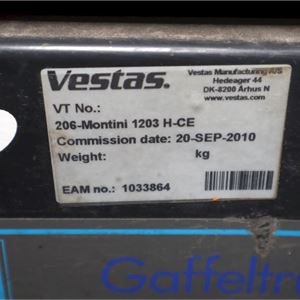 Vestas.
Vestas Manufacturing A/S
Hedeager 44
DK-8200 Århus N
www.vestas.com
VT No.:
206-Montini 1203 H-CE
Commission date: 20-SEP-2010
Weight: kg
EAM no.: 1033864